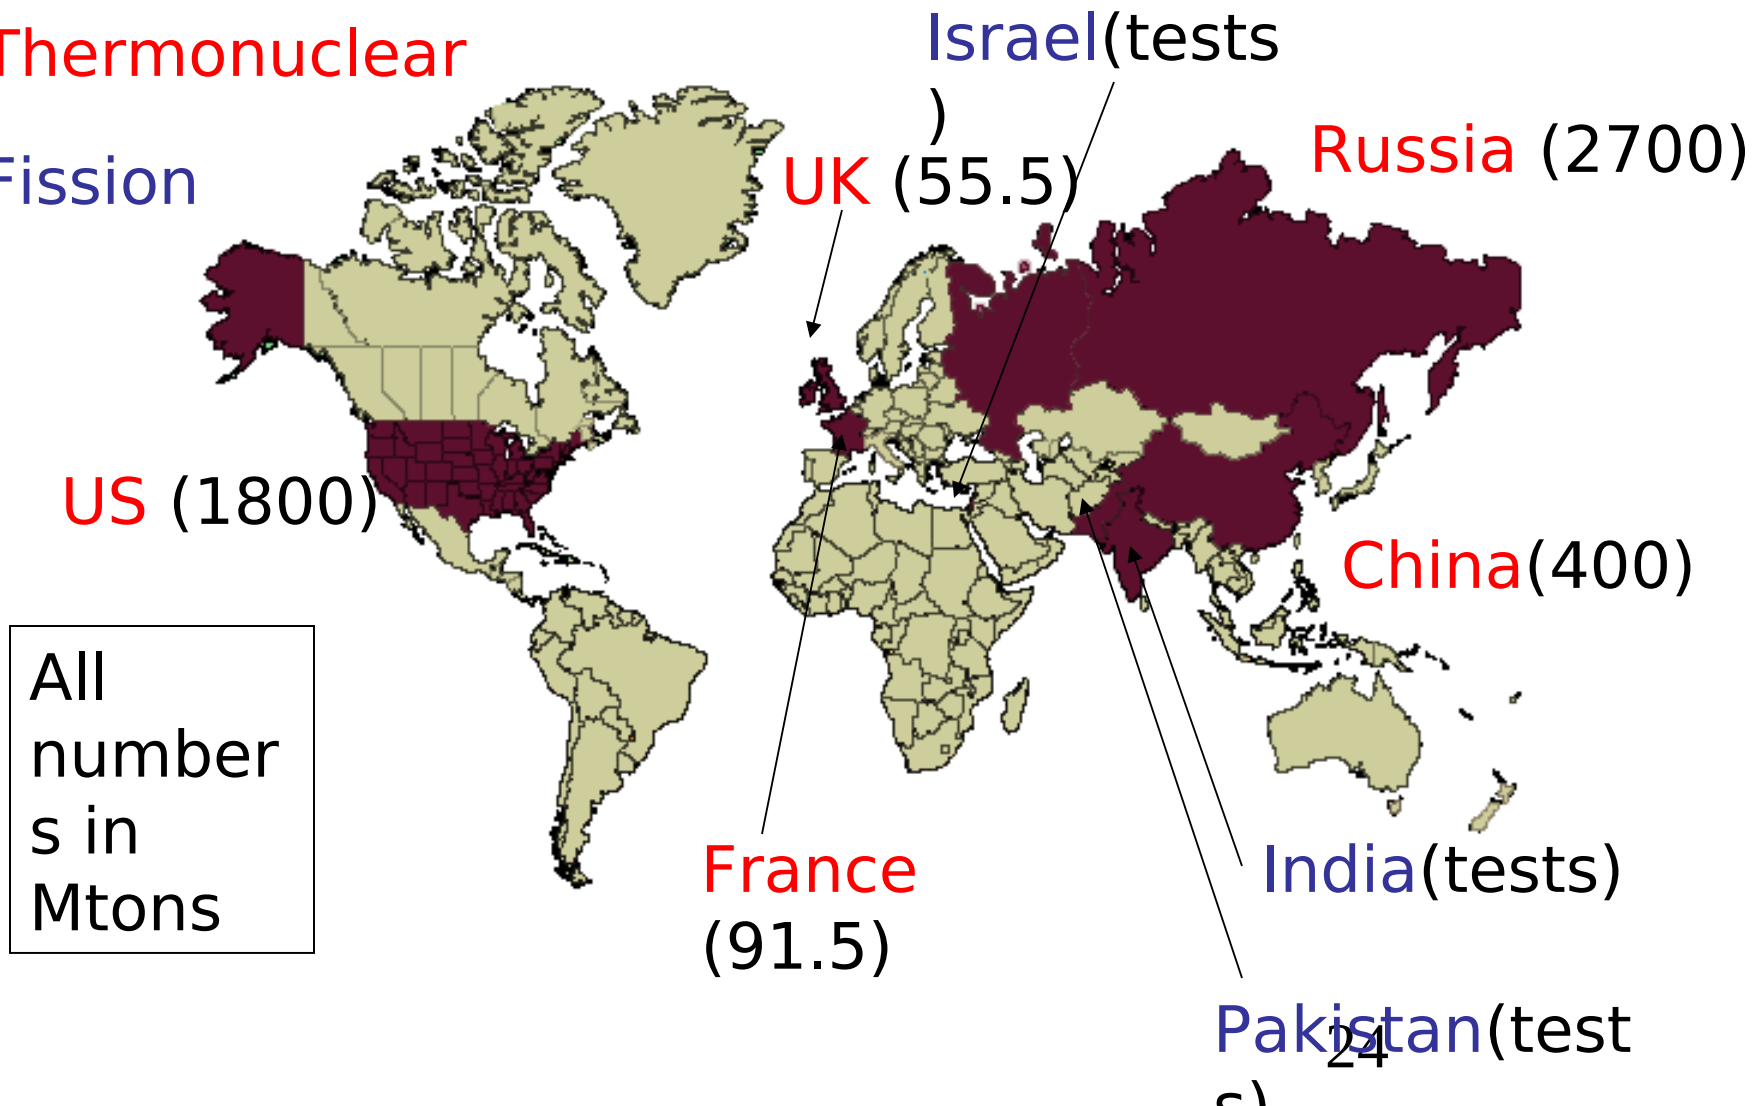 Thermonuclear
Israel(tests
)
Russia (2700)
UK (55.5)
Fission
US (1800)
China(400)
All
number
s in
Mtons
France
(91.5)
India(tests)
Pakistan(test
s)
24